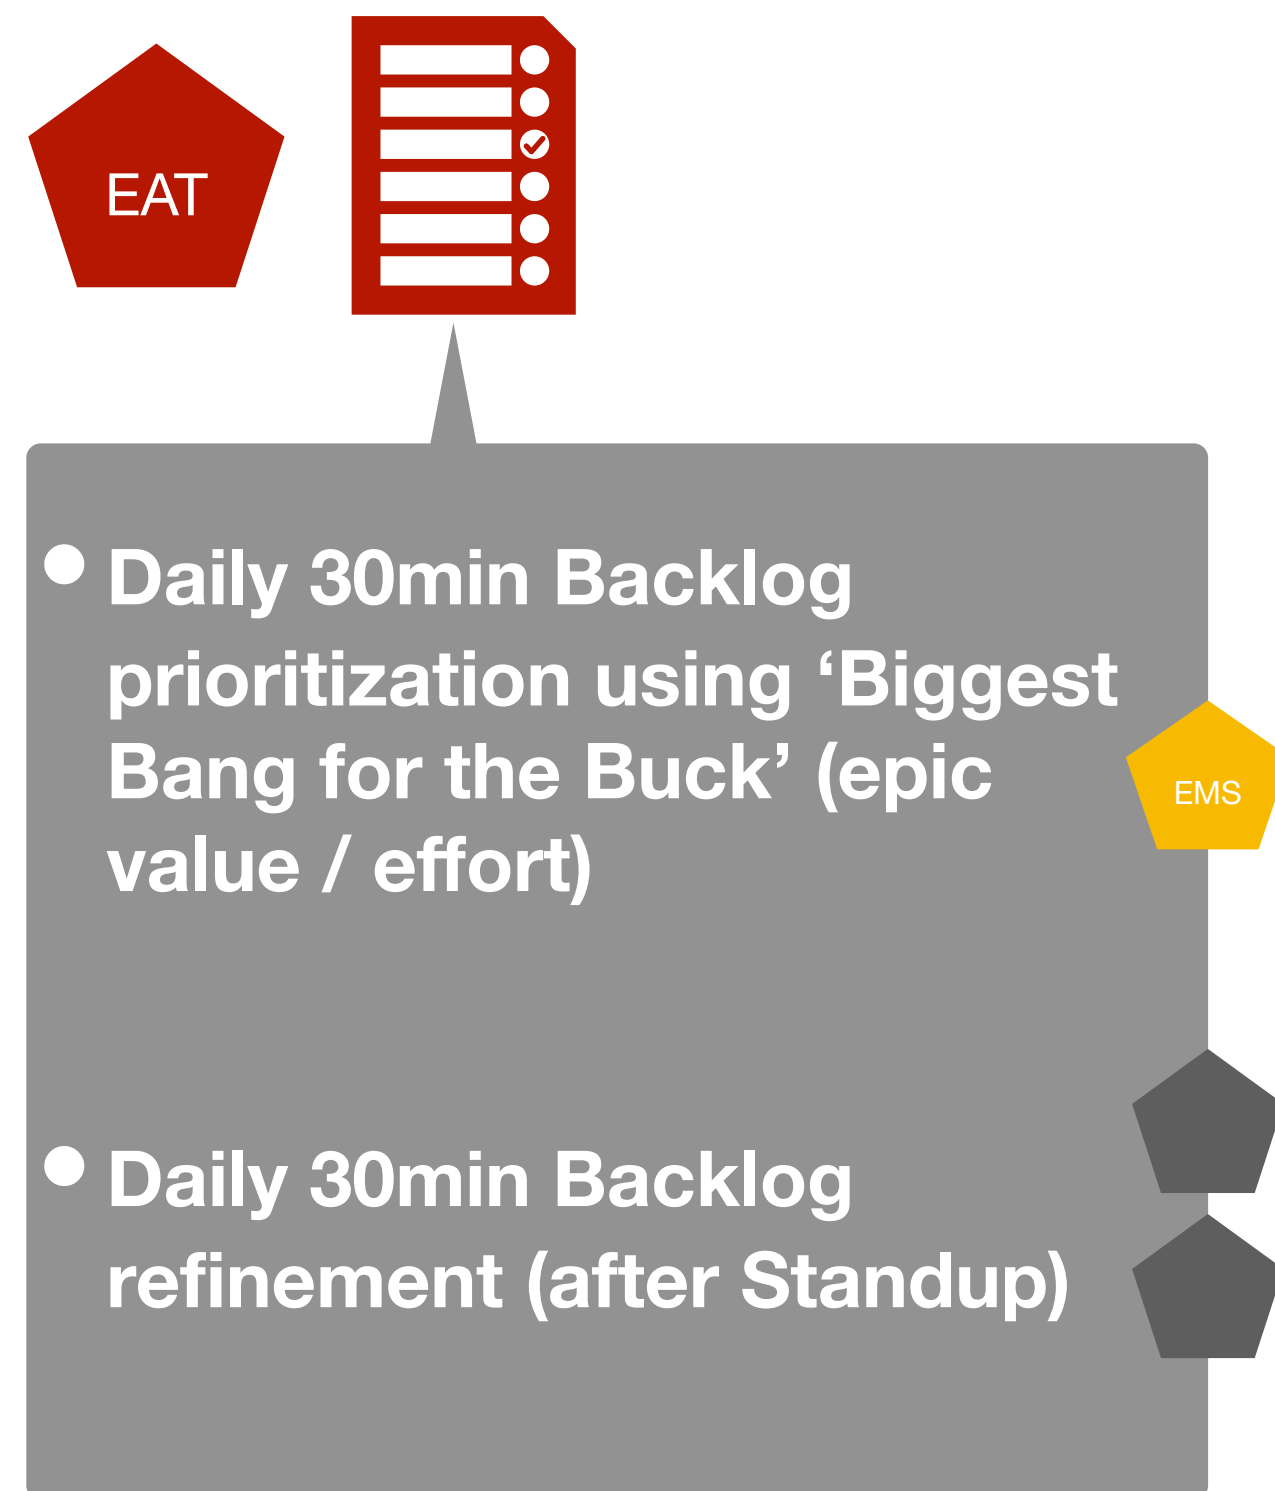 EAT
• Daily 30min Backlog
prioritization using ‘Biggest
Bang for the Buck’ (epic
value / effort)
EMS
• Daily 30min Backlog
refinement (after Standup)